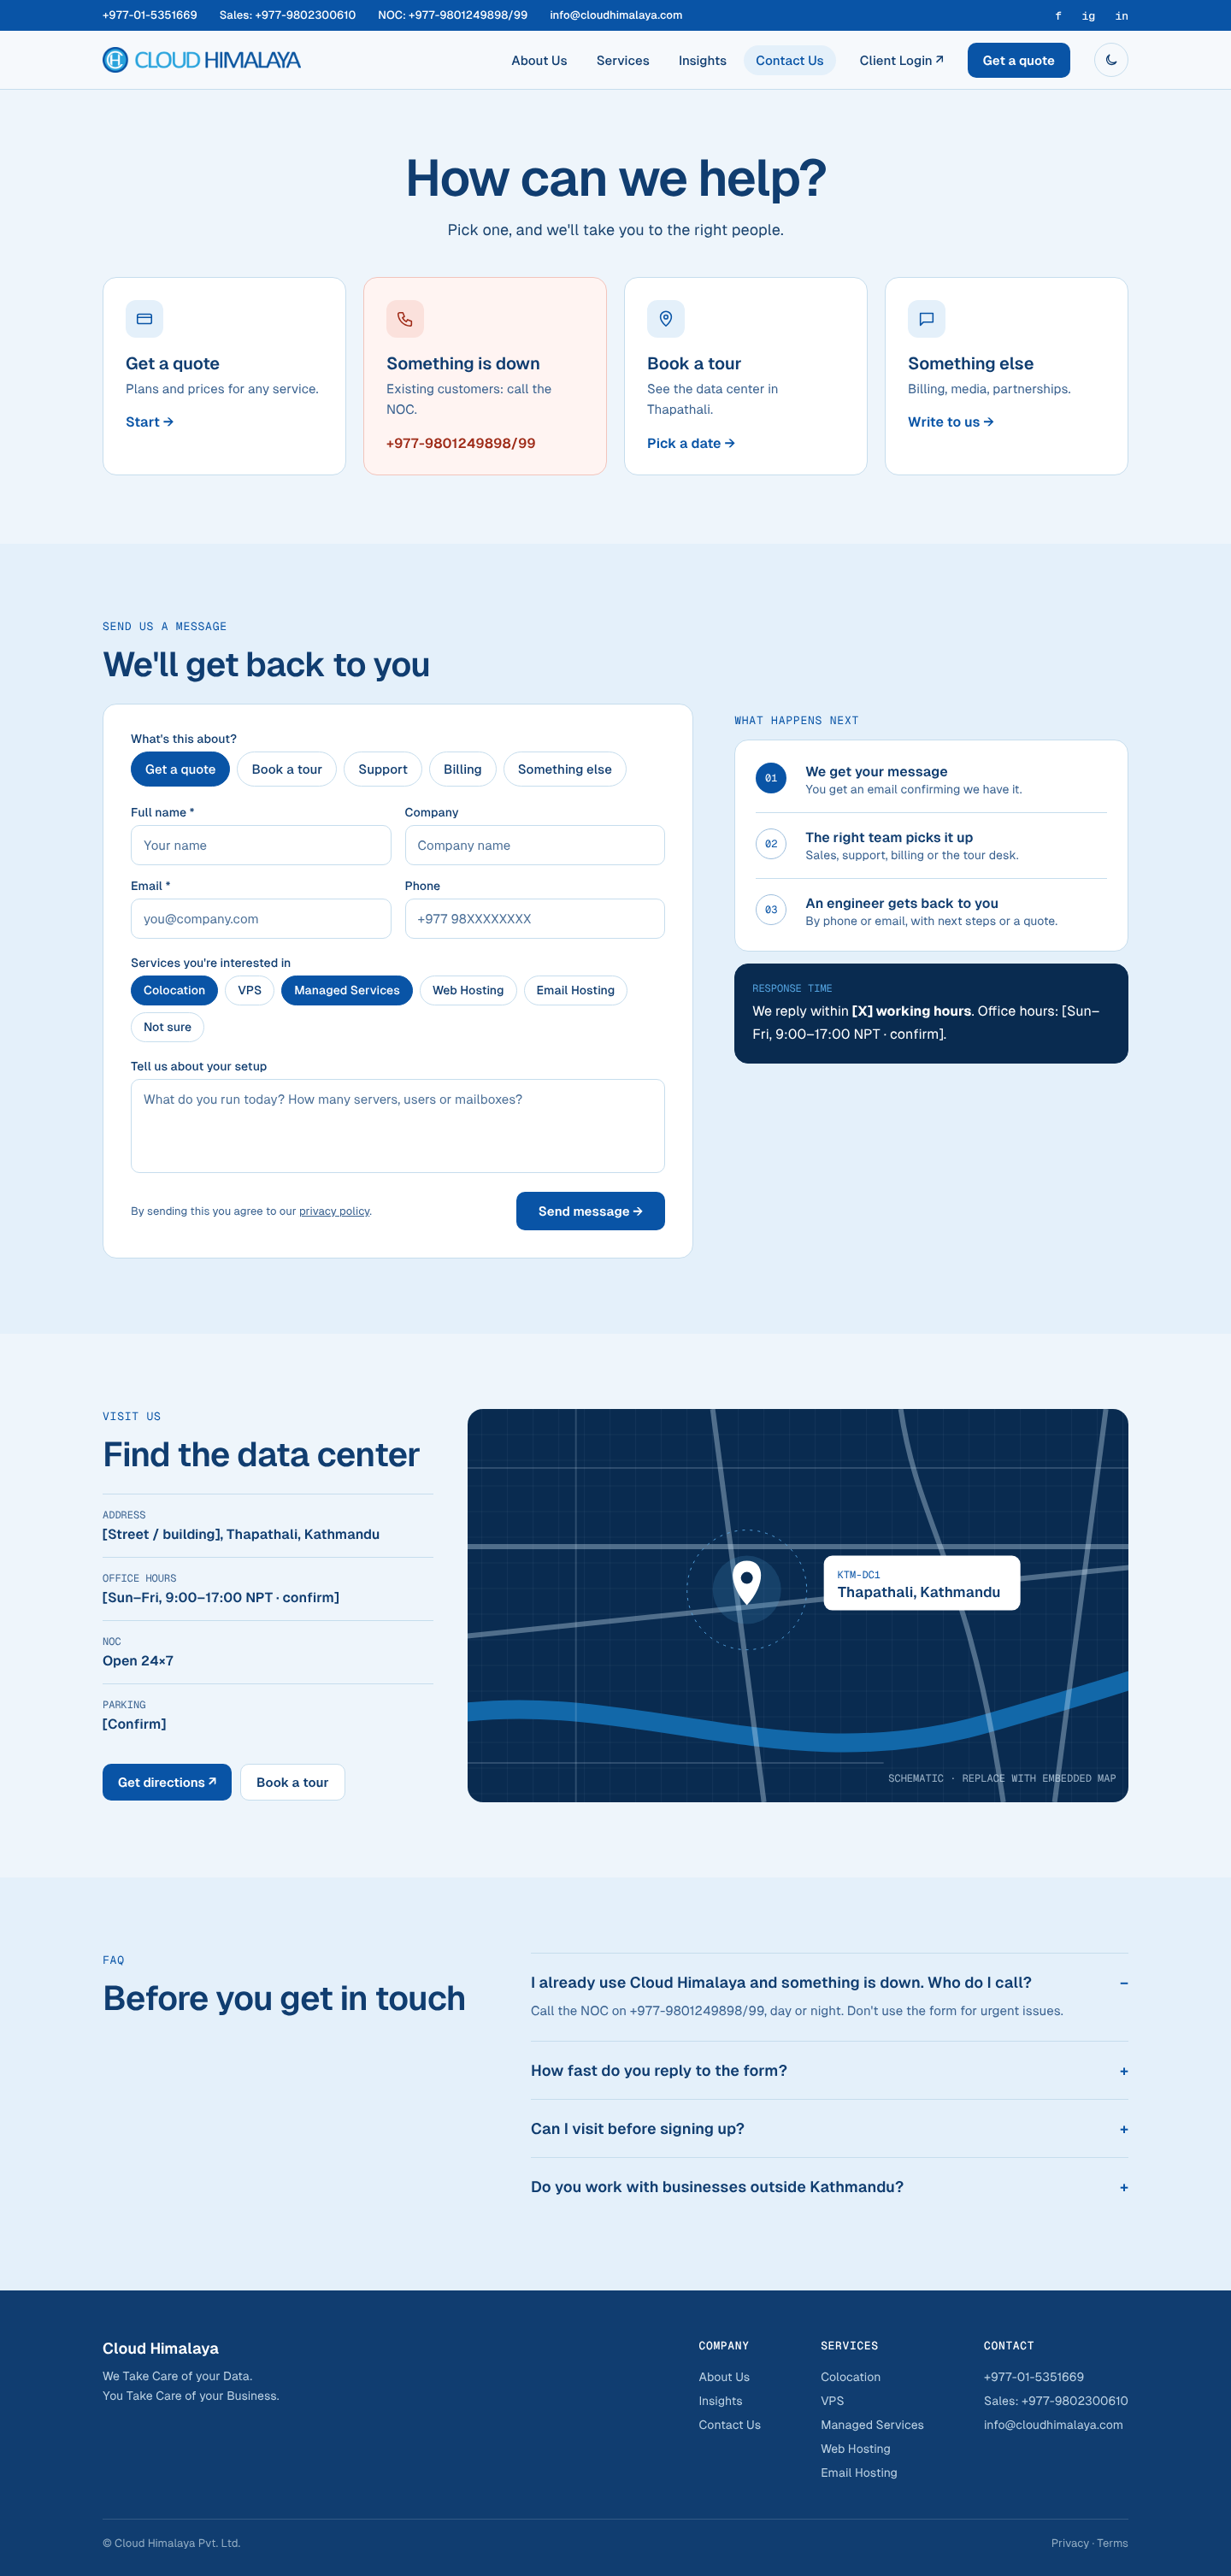 +977-01-5351669 Sales: +977-9802300610 NOC: +977-9801249898/99 info@cloudhimalaya.com f ig in
CLOUD HIMALAYA About Us Services Insights Contact Us Client Login ↗ Get a quote
How can we help?
Pick one, and we'll take you to the right people.
Get a quote
Plans and prices for any service.
Start →
Something is down
Existing customers: call the
NOC.
+977-9801249898/99
Book a tour
See the data center in
Thapathali.
Pick a date →
Something else
Billing, media, partnerships.
Write to us →
SEND US A MESSAGE
We'll get back to you
What's this about?
Get a quote Book a tour Support Billing Something else
Full name * Company
Your name Company name
Email * Phone
you@company.com +977 98XXXXXXXX
Services you're interested in
Colocation VPS Managed Services Web Hosting Email Hosting
Not sure
Tell us about your setup
What do you run today? How many servers, users or mailboxes?
By sending this you agree to our privacy policy. Send message →
WHAT HAPPENS NEXT
01 We get your message
You get an email confirming we have it.
02 The right team picks it up
Sales, support, billing or the tour desk.
03 An engineer gets back to you
By phone or email, with next steps or a quote.
RESPONSE TIME
We reply within [X] working hours. Office hours: [Sun–
Fri, 9:00–17:00 NPT · confirm].
VISIT US
Find the data center
ADDRESS
[Street / building], Thapathali, Kathmandu
OFFICE HOURS
[Sun–Fri, 9:00–17:00 NPT · confirm]
NOC
Open 24×7
PARKING
[Confirm]
Get directions ↗ Book a tour
KTM-DC1
Thapathali, Kathmandu
SCHEMATIC · REPLACE WITH EMBEDDED MAP
FAQ
Before you get in touch
I already use Cloud Himalaya and something is down. Who do I call? −
Call the NOC on +977-9801249898/99, day or night. Don't use the form for urgent issues.
How fast do you reply to the form? +
Can I visit before signing up? +
Do you work with businesses outside Kathmandu? +
Cloud Himalaya
We Take Care of your Data.
You Take Care of your Business.
COMPANY
About Us
Insights
Contact Us
SERVICES
Colocation
VPS
Managed Services
Web Hosting
Email Hosting
CONTACT
+977-01-5351669
Sales: +977-9802300610
info@cloudhimalaya.com
© Cloud Himalaya Pvt. Ltd. Privacy · Terms